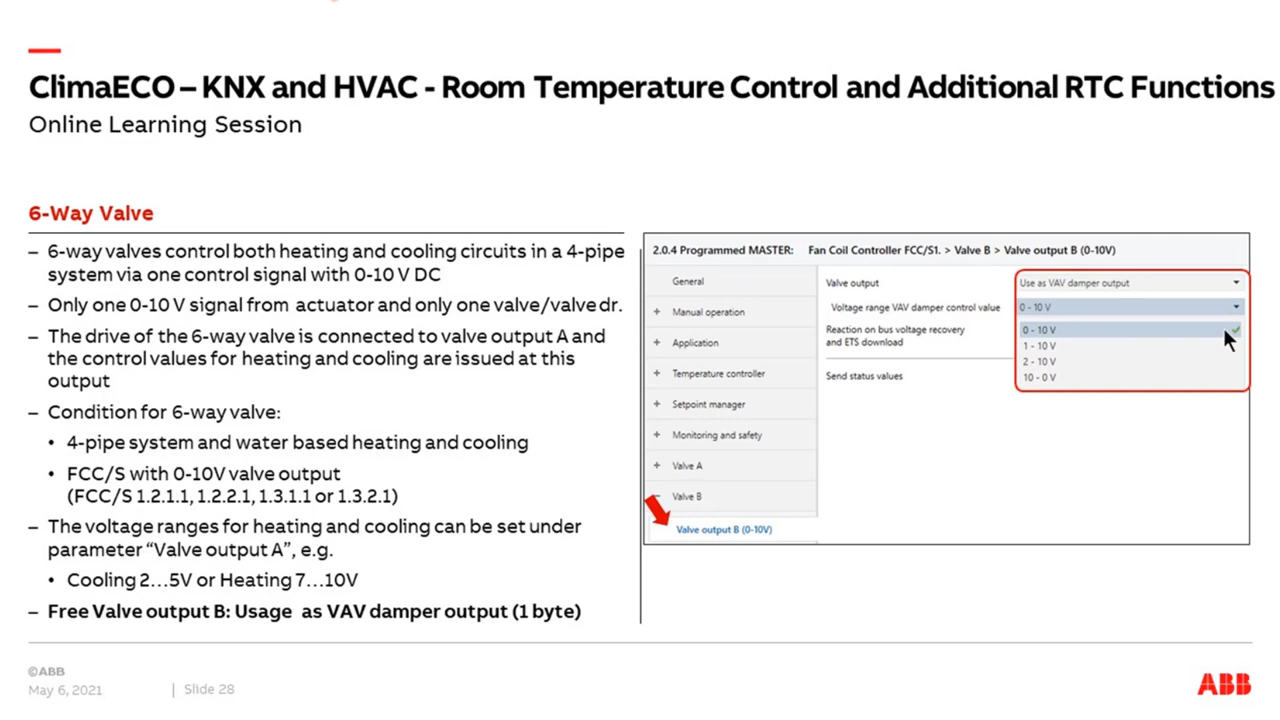 ClimaECO – KNX and HVAC - Room Temperature Control and Additional RTC Functions
Online Learning Session
6-Way Valve
– 6-way valves control both heating and cooling circuits in a 4-pipe
system via one control signal with 0-10 V DC
– Only one 0-10 V signal from actuator and only one valve/valve dr.
– The drive of the 6-way valve is connected to valve output A and
the control values for heating and cooling are issued at this
output
– Condition for 6-way valve:
• 4-pipe system and water based heating and cooling
• FCC/S with 0-10V valve output
(FCC/S 1.2.1.1, 1.2.2.1, 1.3.1.1 or 1.3.2.1)
– The voltage ranges for heating and cooling can be set under
parameter “Valve output A”, e.g.
• Cooling 2…5V or Heating 7…10V
– Free Valve output B: Usage as VAV damper output (1 byte)
2.0.4 Programmed MASTER: Fan Coil Controller FCC/S1. > Valve B > Valve output B (0-10V)
General
+ Manual operation
+ Application
+ Temperature controller
+ Setpoint manager
+ Monitoring and safety
+ Valve A
– Valve B
Valve output B (0-10V)
Valve output
Use as VAV damper output
Voltage range VAV damper control value
0 - 10 V
Reaction on bus voltage recovery
and ETS download
0 - 10 V
1 - 10 V
2 - 10 V
10 - 0 V
Send status values
©ABB
May 6, 2021 | Slide 28
ABB